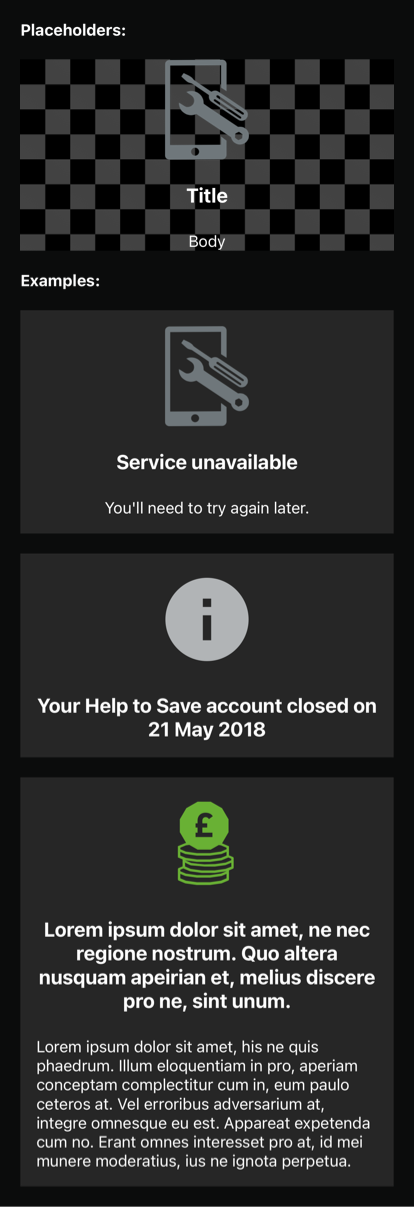 Placeholders:
Title
Body
Examples:
Service unavailable
You'll need to try again later.
i
Your Help to Save account closed on
21 May 2018
£
Lorem ipsum dolor sit amet, ne nec
regione nostrum. Quo altera
nusquam apeirian et, melius discere
pro ne, sint unum.
Lorem ipsum dolor sit amet, his ne quis
phaedrum. Illum eloquentiam in pro, aperiam
conceptam complectitur cum in, eum paulo
ceteros at. Vel erroribus adversarium at,
integre omnesque eu est. Appareat expetenda
cum no. Erant omnes interesset pro at, id mei
munere moderatius, ius ne ignota perpetua.